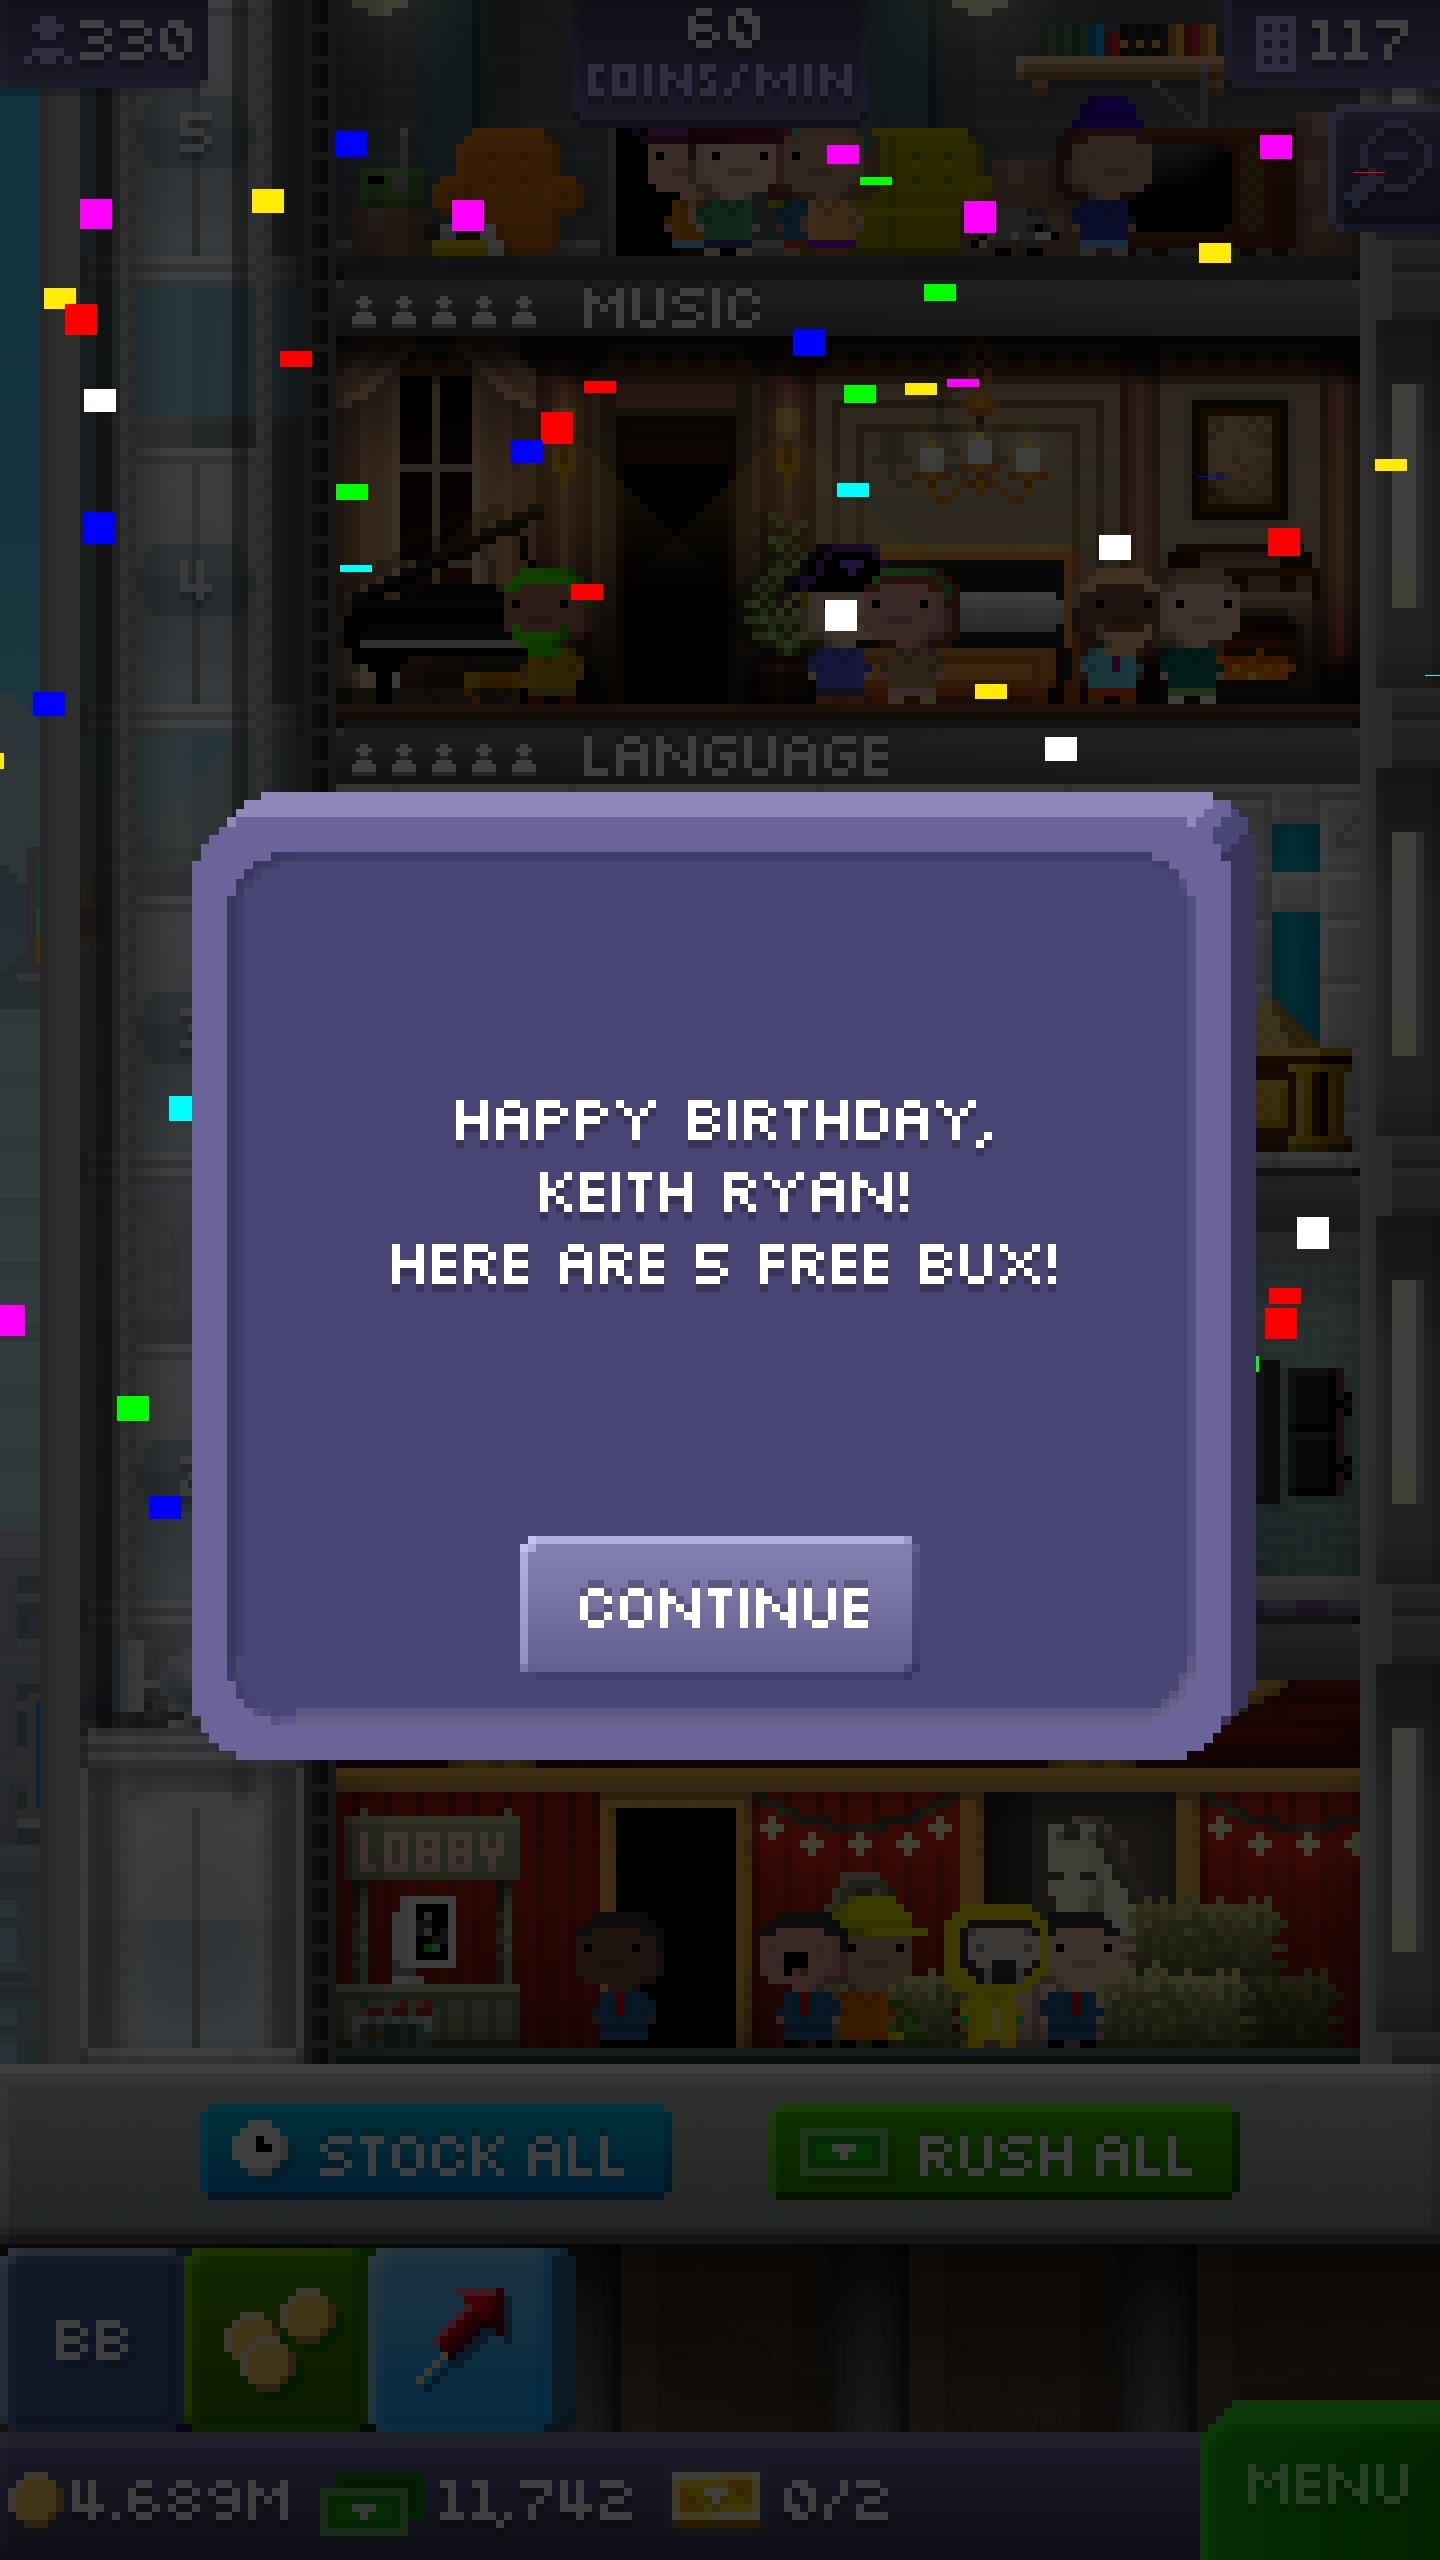 330
60
COINS/MIN
117
5
MUSIC
4
LANGUAGE
HAPPY BIRTHDAY,
KEITH RYAN!
HERE ARE 5 FREE BUX!
CONTINUE
LOBBY
STOCK ALL
RUSH ALL
BB
4.689M
11,742
0/2
MENU